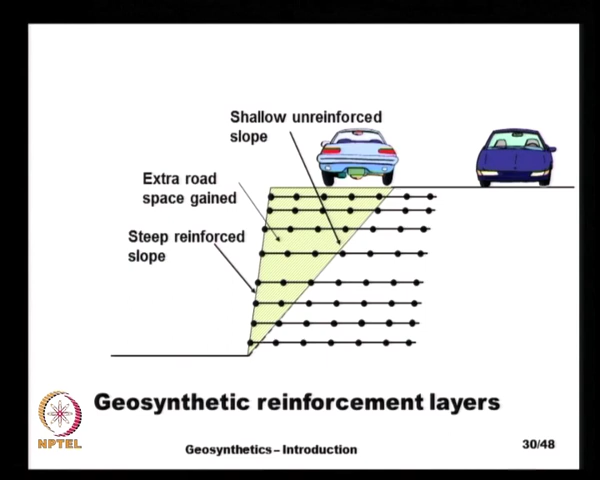 Shallow unreinforced
slope
Extra road
space gained
Steep reinforced
slope
Geosynthetic reinforcement layers
NPTEL
Geosynthetics – Introduction
30/48